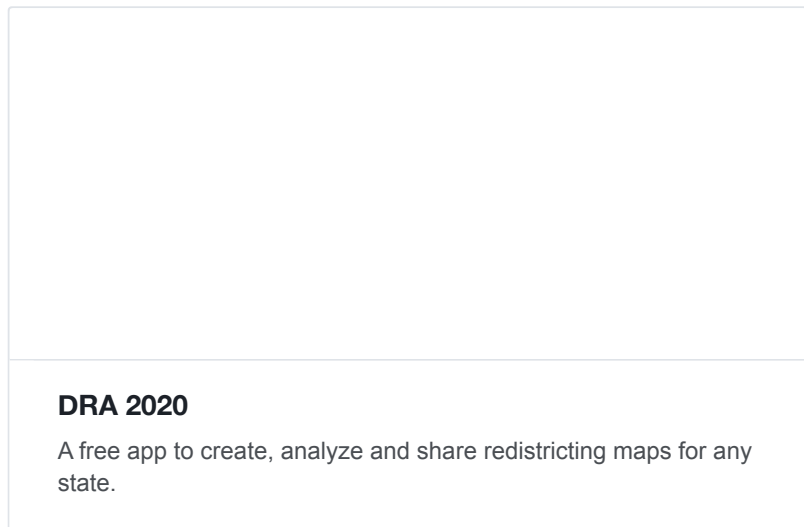 DRA 2020
A free app to create, analyze and share redistricting maps for any
state.